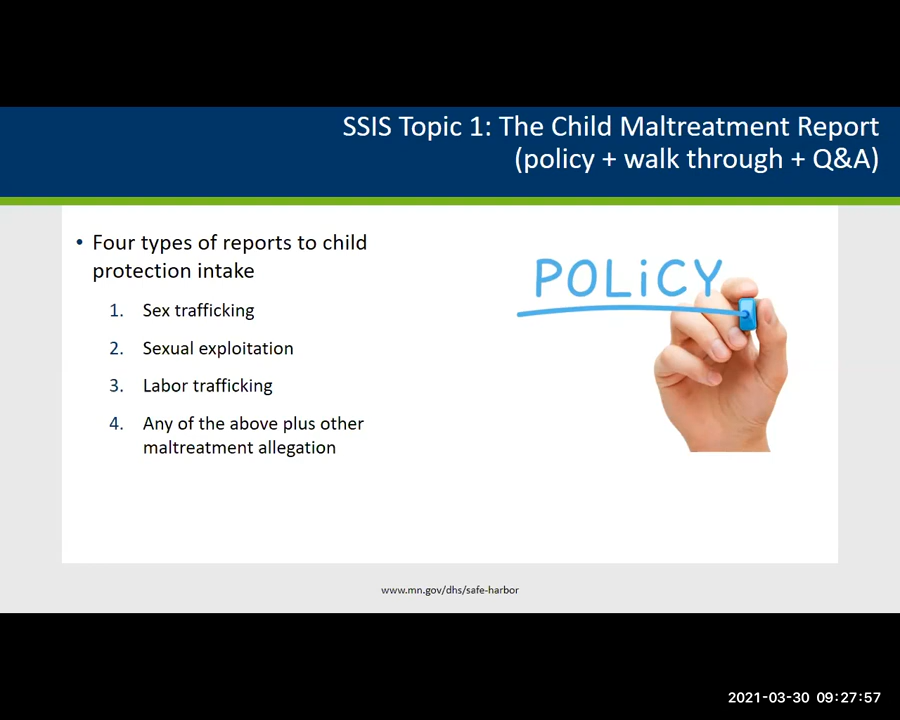 SSIS Topic 1: The Child Maltreatment Report
(policy + walk through + Q&A)
• Four types of reports to child
protection intake
1. Sex trafficking
2. Sexual exploitation
3. Labor trafficking
4. Any of the above plus other
maltreatment allegation
POLiCY
www.mn.gov/dhs/safe-harbor
2021-03-30 09:27:57